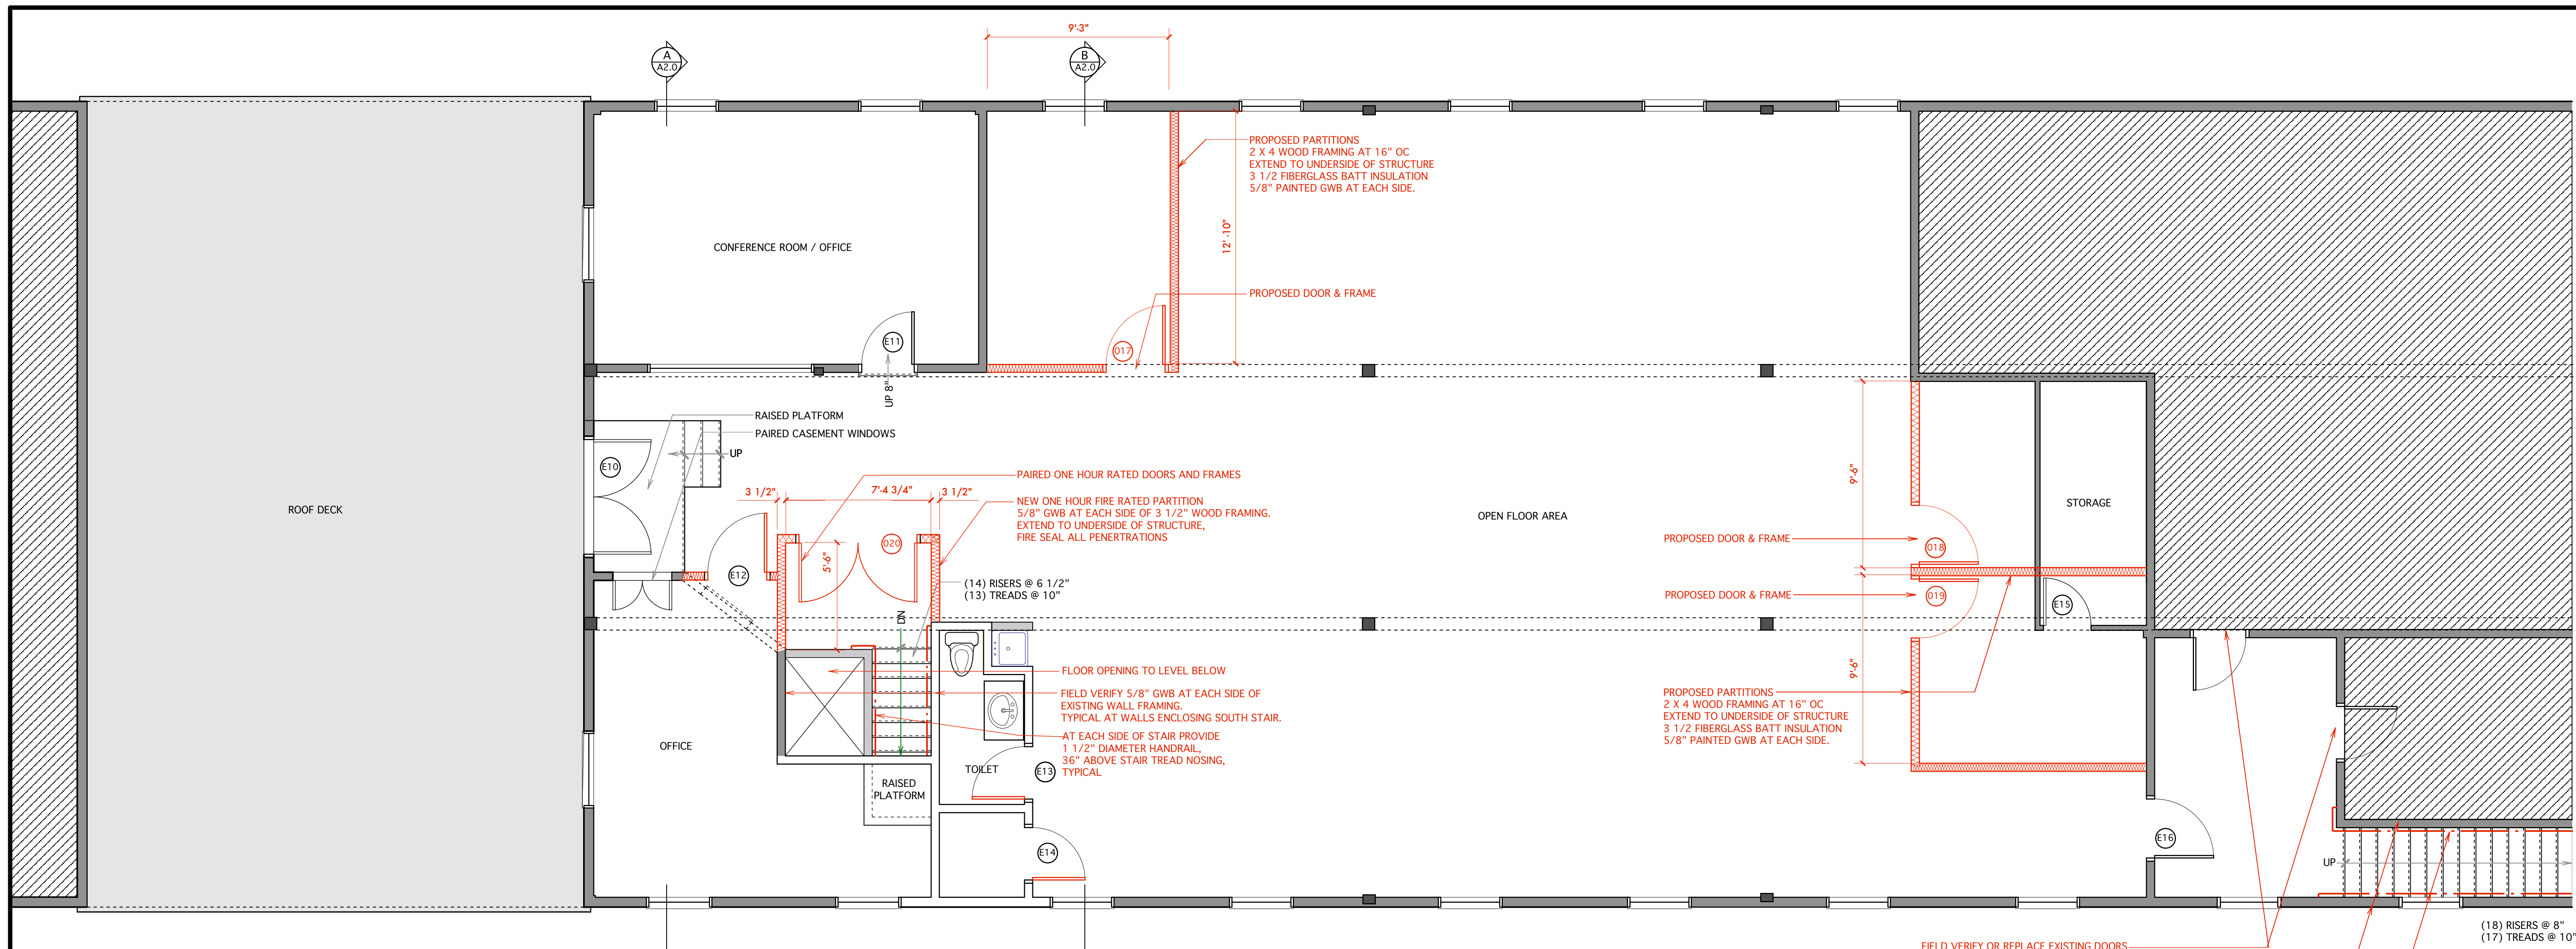 9'-3"
A
A2.0
B
A2.0
PROPOSED PARTITIONS
2 X 4 WOOD FRAMING AT 16" OC
EXTEND TO UNDERSIDE OF STRUCTURE
3 1/2 FIBERGLASS BATT INSULATION
5/8" PAINTED GWB AT EACH SIDE.
12' -10"
CONFERENCE ROOM / OFFICE
PROPOSED DOOR & FRAME
E11
017
UP 8"
RAISED PLATFORM
PAIRED CASEMENT WINDOWS
UP
E10
PAIRED ONE HOUR RATED DOORS AND FRAMES
3 1/2"
7'-4 3/4"
3 1/2"
NEW ONE HOUR FIRE RATED PARTITION
5/8" GWB AT EACH SIDE OF 3 1/2" WOOD FRAMING.
EXTEND TO UNDERSIDE OF STRUCTURE,
FIRE SEAL ALL PENERTRATIONS
ROOF DECK
OPEN FLOOR AREA
9'-6"
STORAGE
020
5'-6"
PROPOSED DOOR & FRAME
018
E12
(14) RISERS @ 6 1/2"
(13) TREADS @ 10"
PROPOSED DOOR & FRAME
019
E15
DN
FLOOR OPENING TO LEVEL BELOW
9'-6"
FIELD VERIFY 5/8" GWB AT EACH SIDE OF
EXISTING WALL FRAMING.
TYPICAL AT WALLS ENCLOSING SOUTH STAIR.
PROPOSED PARTITIONS
2 X 4 WOOD FRAMING AT 16" OC
EXTEND TO UNDERSIDE OF STRUCTURE
3 1/2 FIBERGLASS BATT INSULATION
5/8" PAINTED GWB AT EACH SIDE.
AT EACH SIDE OF STAIR PROVIDE
1 1/2" DIAMETER HANDRAIL,
36" ABOVE STAIR TREAD NOSING,
TYPICAL
OFFICE
TOILET
E13
RAISED
PLATFORM
E14
E16
UP
(18) RISERS @ 8"
(17) TREADS @ 10"
FIELD VERIFY OR REPLACE EXISTING DOORS